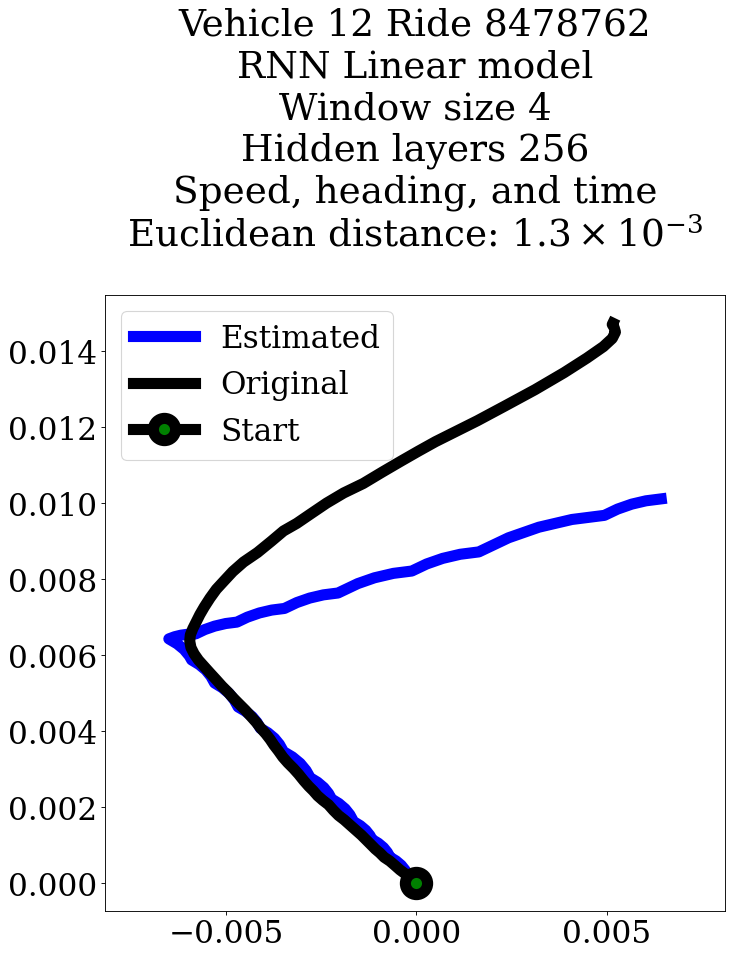 Vehicle 12 Ride 8478762
RNN Linear model
Window size 4
Hidden layers 256
Speed, heading, and time
Euclidean distance: 1.3 × 10⁻³
Estimated
Original
Start
0.014
0.012
0.010
0.008
0.006
0.004
0.002
0.000
−0.005 0.000 0.005